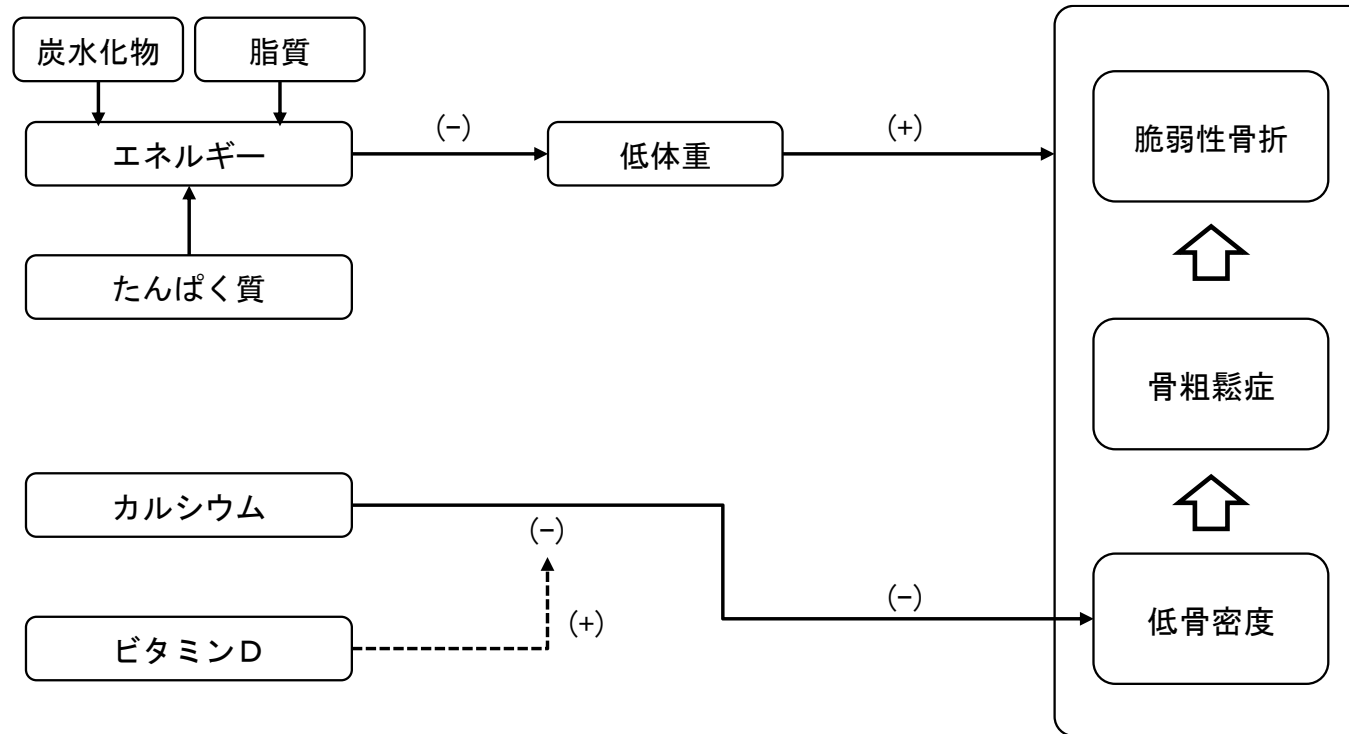 炭水化物
脂質
エネルギー
(−)
低体重
(+)
脆弱性骨折
たんぱく質
骨粗鬆症
カルシウム
(−)
(−)
低骨密度
ビタミンD
(+)